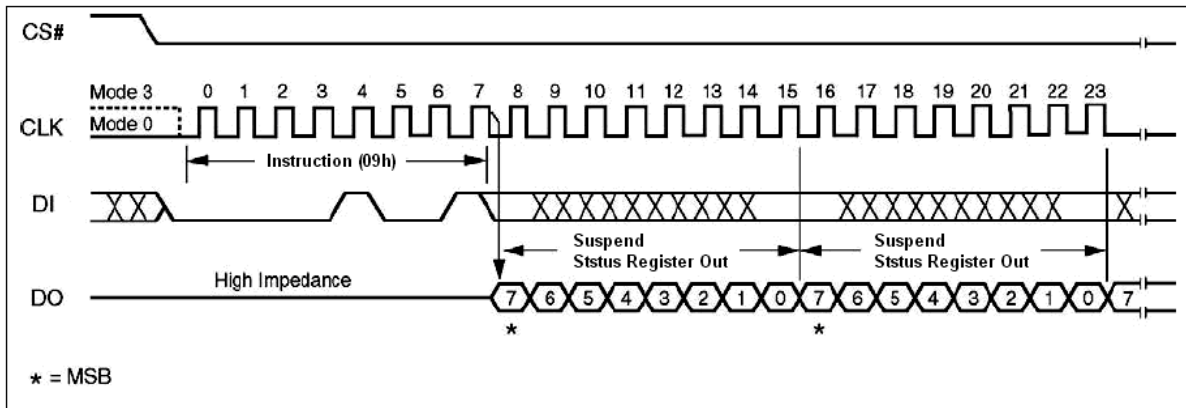 CS#
Mode 3 0 1 2 3 4 5 6 7 8 9 10 11 12 13 14 15 16 17 18 19 20 21 22 23
CLK Mode 0
Instruction (09h)
DI
Suspend Suspend
Ststus Register Out Ststus Register Out
High Impedance
DO 7 6 5 4 3 2 1 0 7 6 5 4 3 2 1 0 7
* *
* = MSB